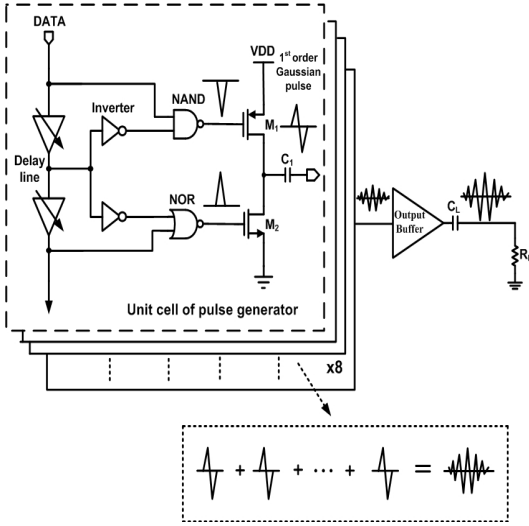 DATA
VDD
1st order
Gaussian
pulse
Inverter
NAND
M1
Delay
line
C1
NOR
M2
Output
Buffer
CL
Unit cell of pulse generator
x8
+ + ··· + =